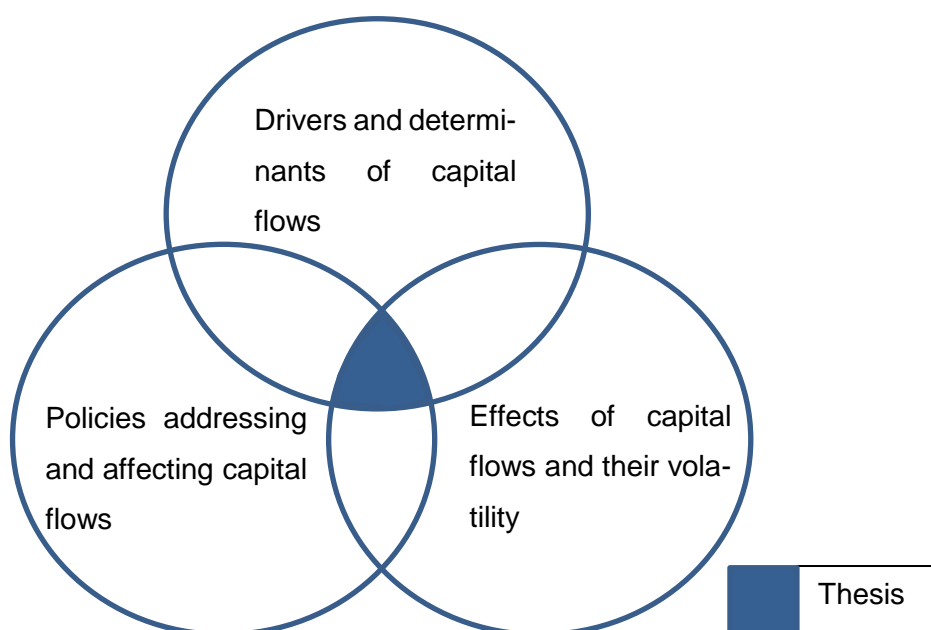 Drivers and determi-
nants of capital
flows
Policies addressing
and affecting capital
flows
Effects of capital
flows and their vola-
tility
Thesis